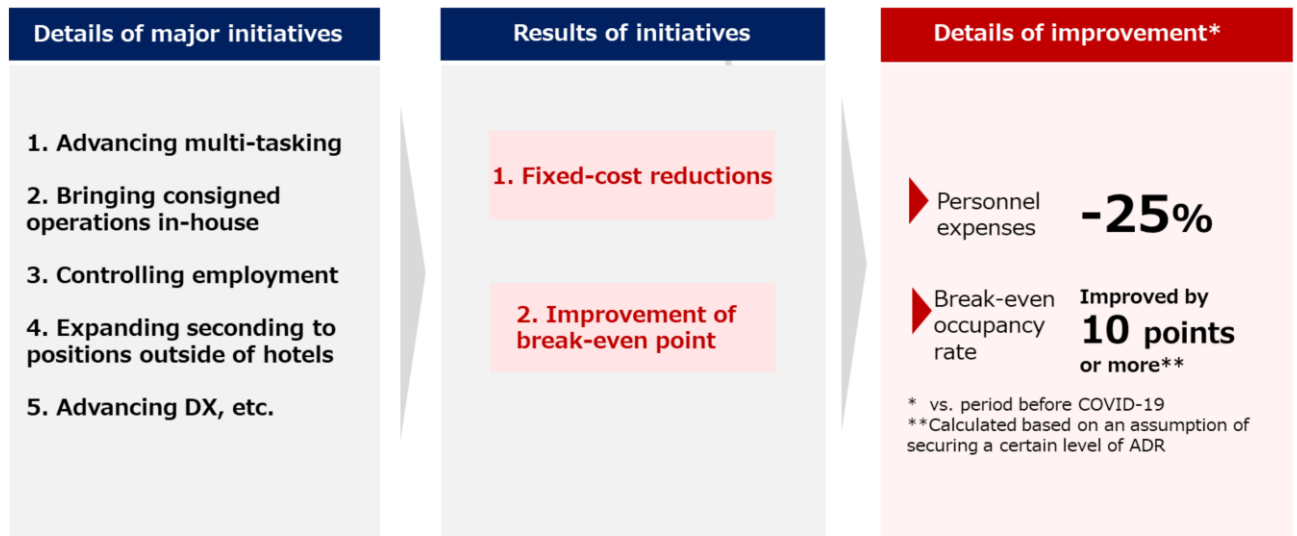 Details of major initiatives
1. Advancing multi-tasking
2. Bringing consigned
operations in-house
3. Controlling employment
4. Expanding seconding to
positions outside of hotels
5. Advancing DX, etc.
Results of initiatives
1. Fixed-cost reductions
2. Improvement of
break-even point
Details of improvement*
Personnel
expenses
-25%
Break-even
occupancy
rate
Improved by
10 points
or more**
* vs. period before COVID-19
**Calculated based on an assumption of
securing a certain level of ADR